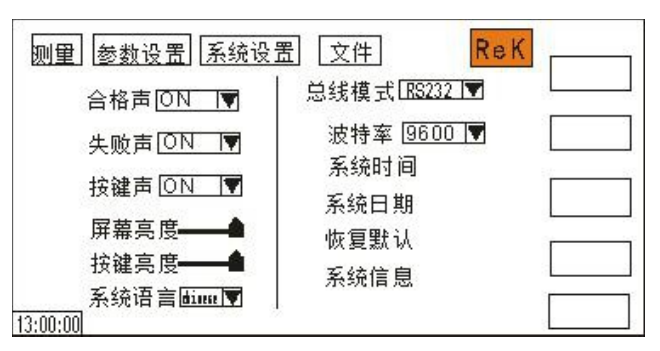 测量 参数设置 系统设置 文件 ReK
合格声 ON
失败声 ON
按键声 ON
屏幕亮度
按键亮度
系统语言
总线模式 RS232
波特率 9600
系统时间
系统日期
恢复默认
系统信息
13:00:00